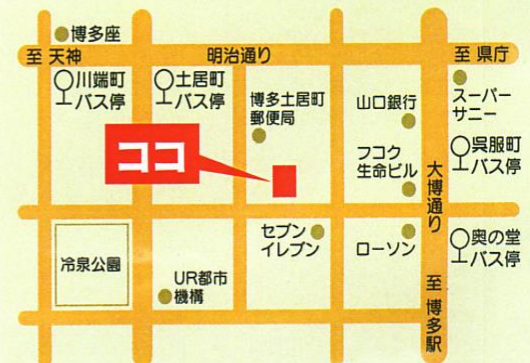 博多座
至 天神
明治通り
至 県庁
川端町
バス停
土居町
バス停
博多土居町
郵便局
山口銀行
スーパー
サニー
ココ
フコク
生命ビル
呉服町
バス停
大博通り
セブン
イレブン
ローソン
奥の堂
バス停
冷泉公園
UR都市
機構
至 博多駅